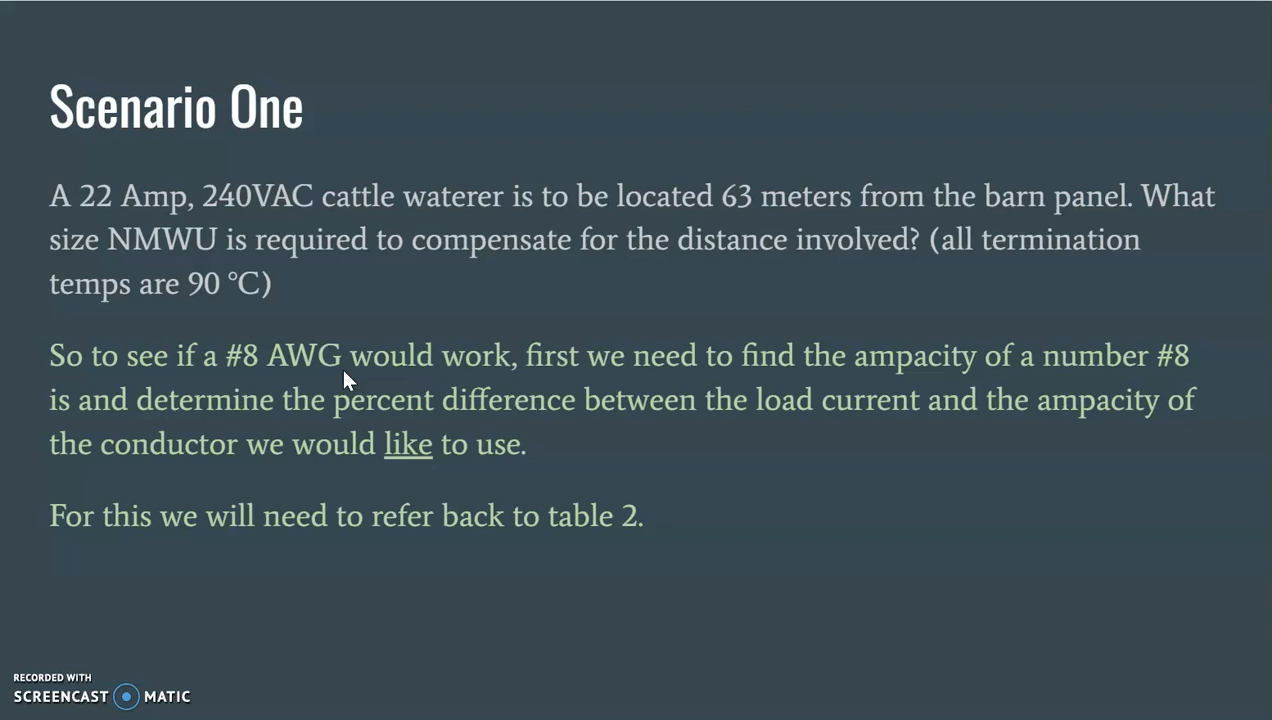 Scenario One
A 22 Amp, 240VAC cattle waterer is to be located 63 meters from the barn panel. What
size NMWU is required to compensate for the distance involved? (all termination
temps are 90 °C)
So to see if a #8 AWG would work, first we need to find the ampacity of a number #8
is and determine the percent difference between the load current and the ampacity of
the conductor we would like to use.
For this we will need to refer back to table 2.
RECORDED WITH
SCREENCAST MATIC